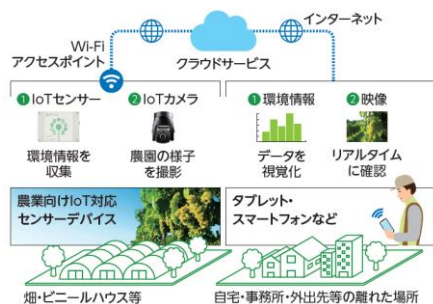 インターネット
Wi-Fi
アクセスポイント
クラウドサービス
1 IoTセンサー
環境情報を
収集
2 IoTカメラ
農園の様子
を撮影
1 環境情報
データを
視覚化
2 映像
リアルタイム
に確認
農業向けIoT対応
センサーデバイス
タブレット・
スマートフォンなど
畑・ビニールハウス等
自宅・事務所・外出先等の離れた場所